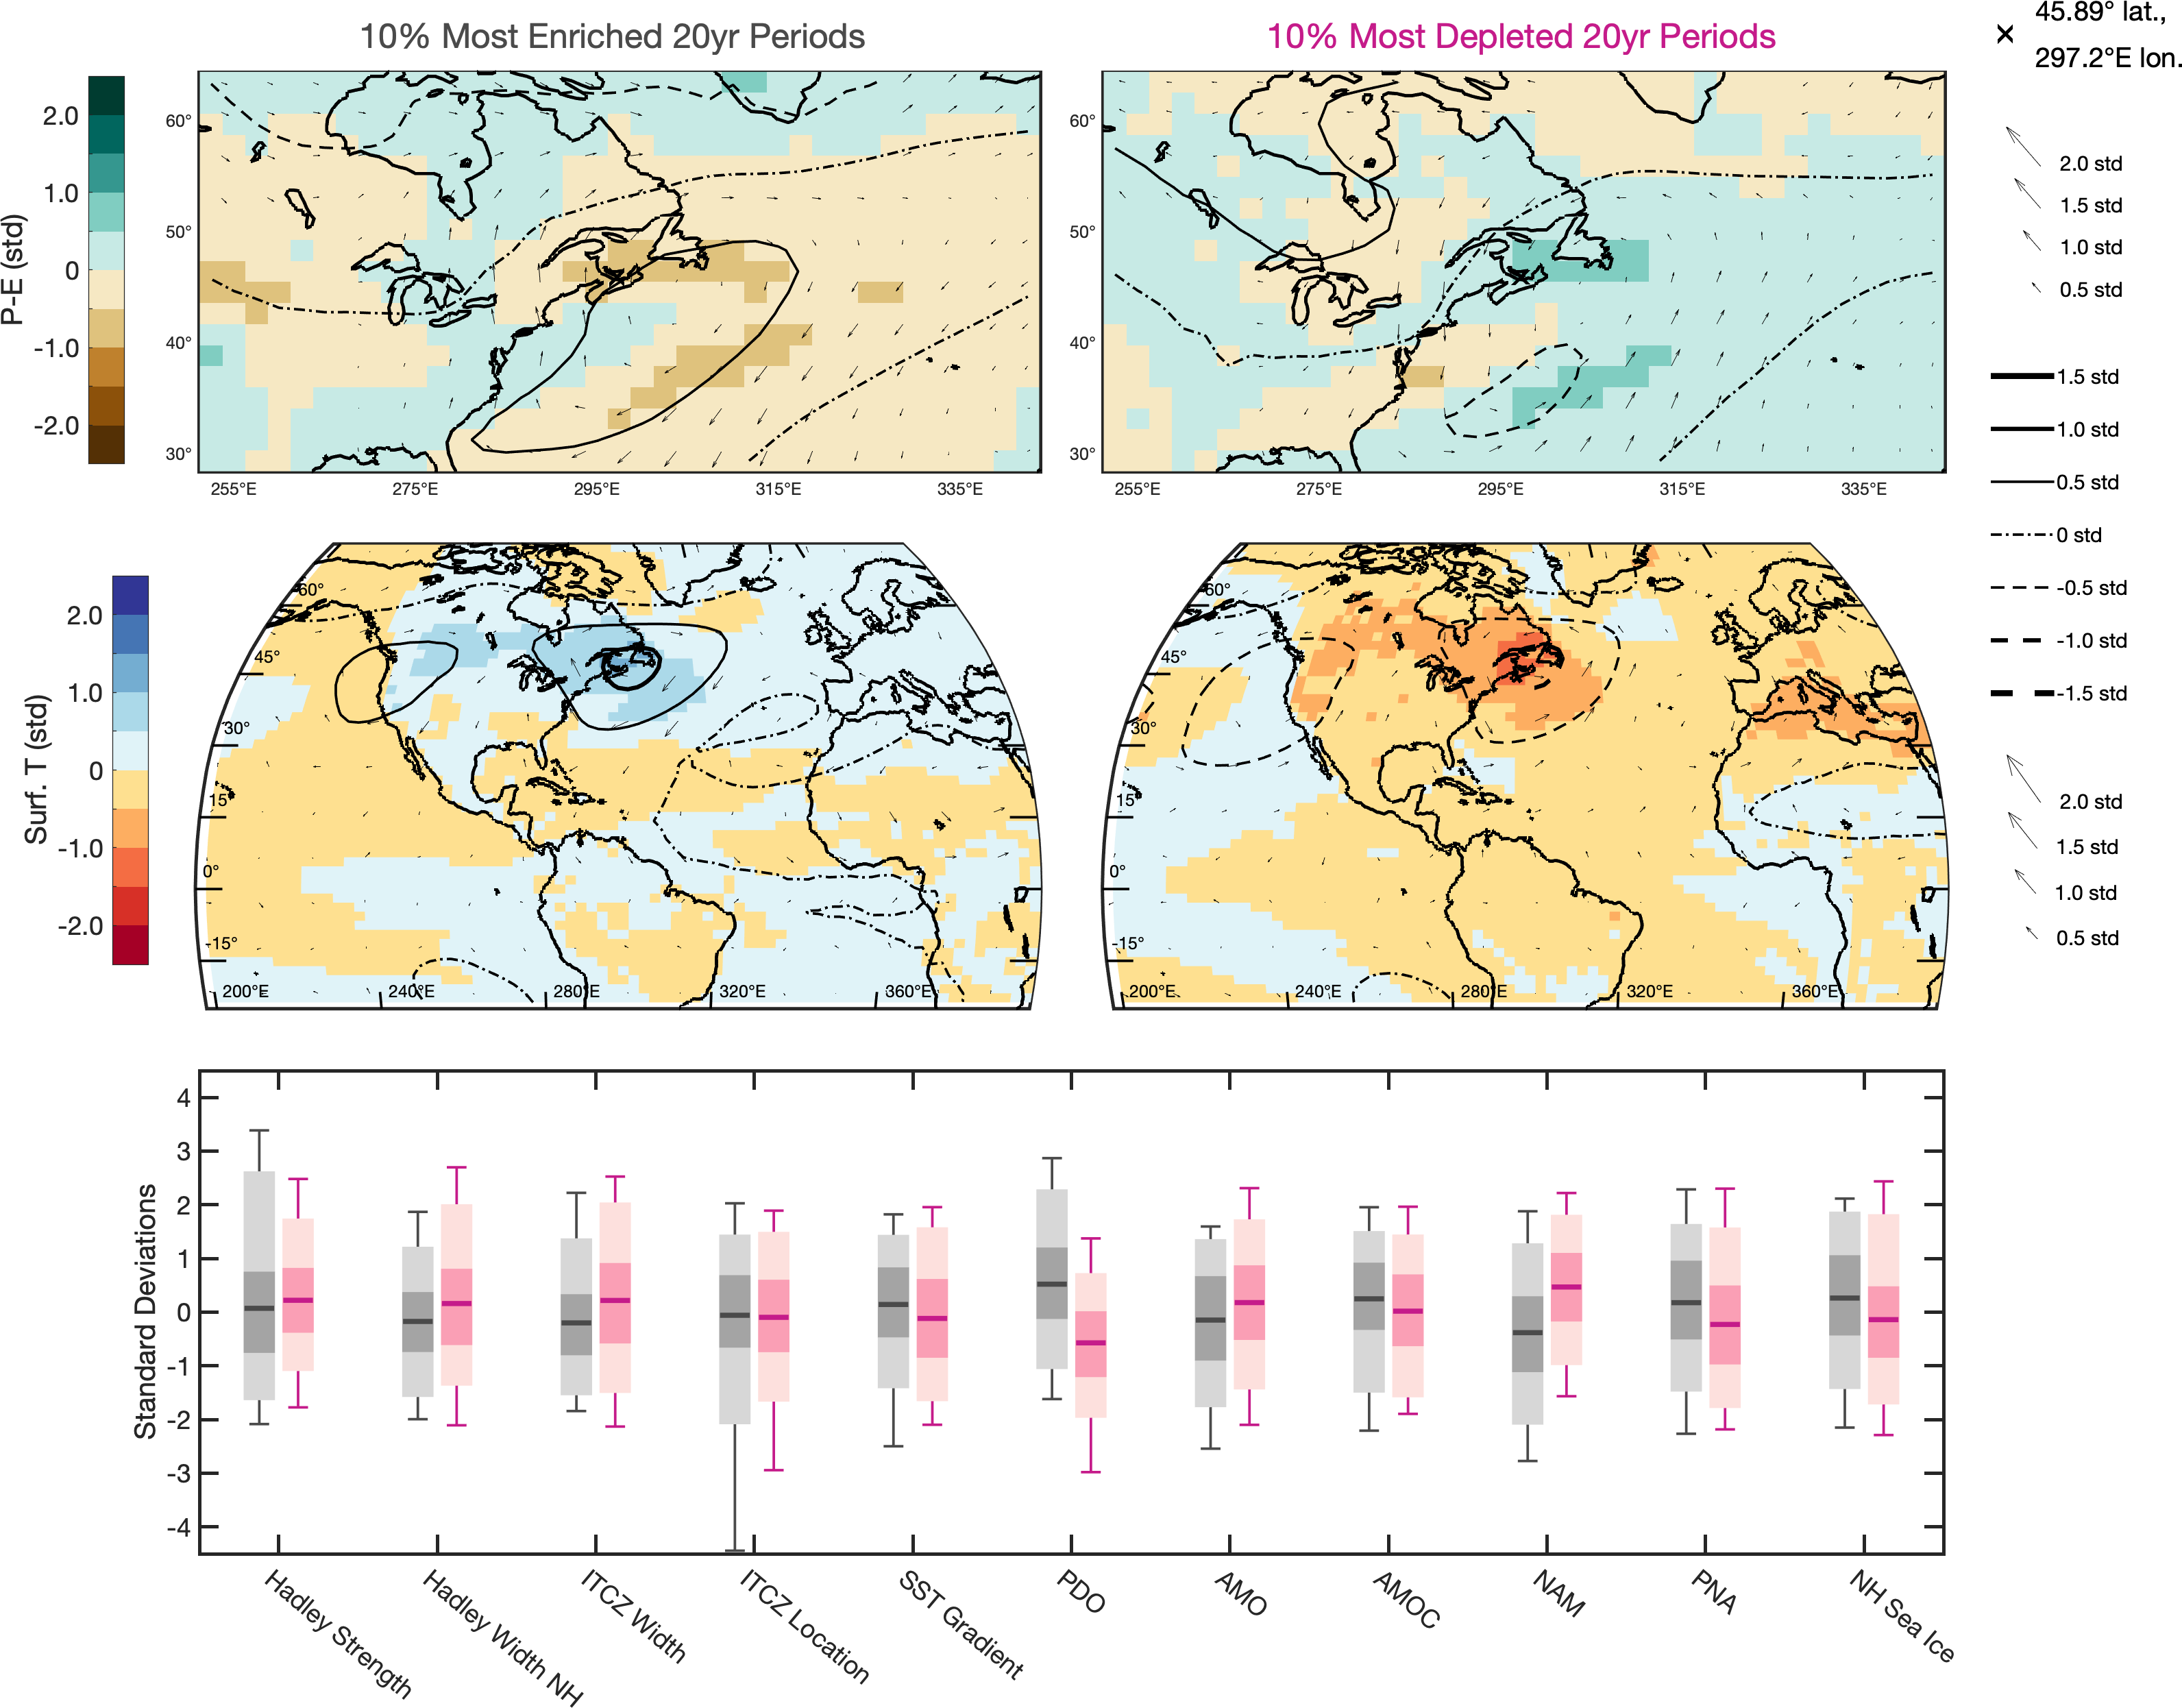 10% Most Enriched 20yr Periods
10% Most Depleted 20yr Periods
×
45.89° lat.,
297.2°E lon.
P-E (std)
2.0
1.0
0
-1.0
-2.0
60°
50°
40°
30°
255°E 275°E 295°E 315°E 335°E
60°
50°
40°
30°
255°E 275°E 295°E 315°E 335°E
2.0 std
1.5 std
1.0 std
0.5 std
1.5 std
1.0 std
0.5 std
0 std
-0.5 std
-1.0 std
-1.5 std
Surf. T (std)
2.0
1.0
0
-1.0
-2.0
60°
45°
30°
15°
0°
-15°
200°E 240°E 280°E 320°E 360°E
60°
45°
30°
15°
0°
-15°
200°E 240°E 280°E 320°E 360°E
2.0 std
1.5 std
1.0 std
0.5 std
Standard Deviations
4
3
2
1
0
-1
-2
-3
-4
Hadley Strength
Hadley Width NH
ITCZ Width
ITCZ Location
SST Gradient
PDO
AMO
AMOC
NAM
PNA
NH Sea Ice